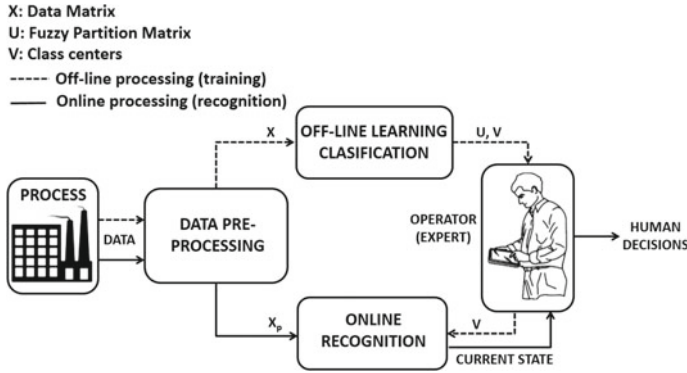 X: Data Matrix
U: Fuzzy Partition Matrix
V: Class centers
Off-line processing (training)
Online processing (recognition)
X
OFF-LINE LEARNING
CLASIFICATION
U, V
PROCESS
DATA
DATA PRE-
PROCESSING
OPERATOR
(EXPERT)
HUMAN
DECISIONS
Xp
ONLINE
RECOGNITION
V
CURRENT STATE